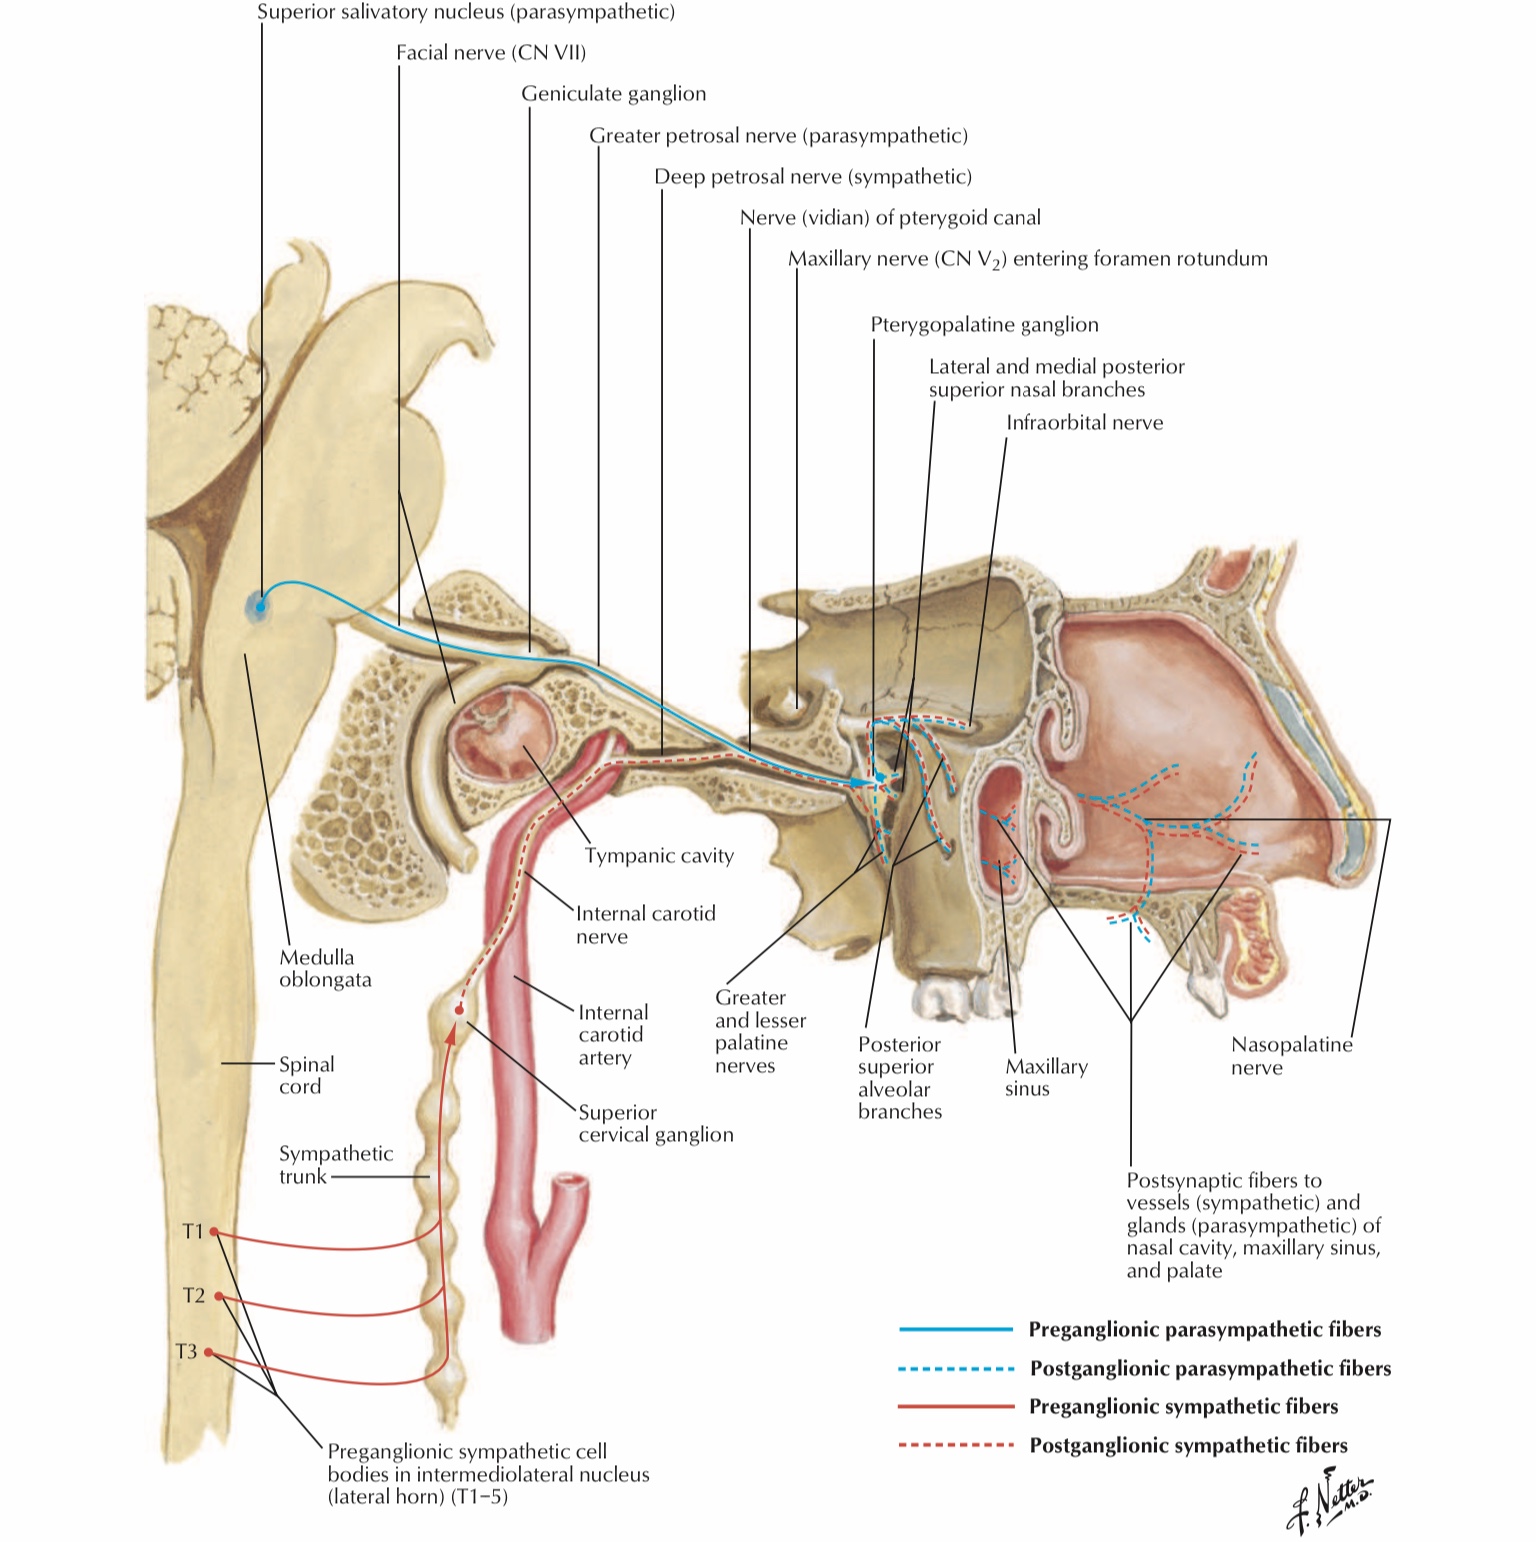 Superior salivatory nucleus (parasympathetic)
Facial nerve (CN VII)
Geniculate ganglion
Greater petrosal nerve (parasympathetic)
Deep petrosal nerve (sympathetic)
Nerve (vidian) of pterygoid canal
Maxillary nerve (CN V2) entering foramen rotundum
Pterygopalatine ganglion
Lateral and medial posterior
superior nasal branches
Infraorbital nerve
Tympanic cavity
Internal carotid
nerve
Medulla
oblongata
Internal
carotid
artery
Greater
and lesser
palatine
nerves
Posterior
superior
alveolar
branches
Maxillary
sinus
Nasopalatine
nerve
Spinal
cord
Superior
cervical ganglion
Sympathetic
trunk
Postsynaptic fibers to
vessels (sympathetic) and
glands (parasympathetic) of
nasal cavity, maxillary sinus,
and palate
T1
T2
T3
Preganglionic parasympathetic fibers
Postganglionic parasympathetic fibers
Preganglionic sympathetic fibers
Postganglionic sympathetic fibers
Preganglionic sympathetic cell
bodies in intermediolateral nucleus
(lateral horn) (T1–5)
F. Netter
M.D.